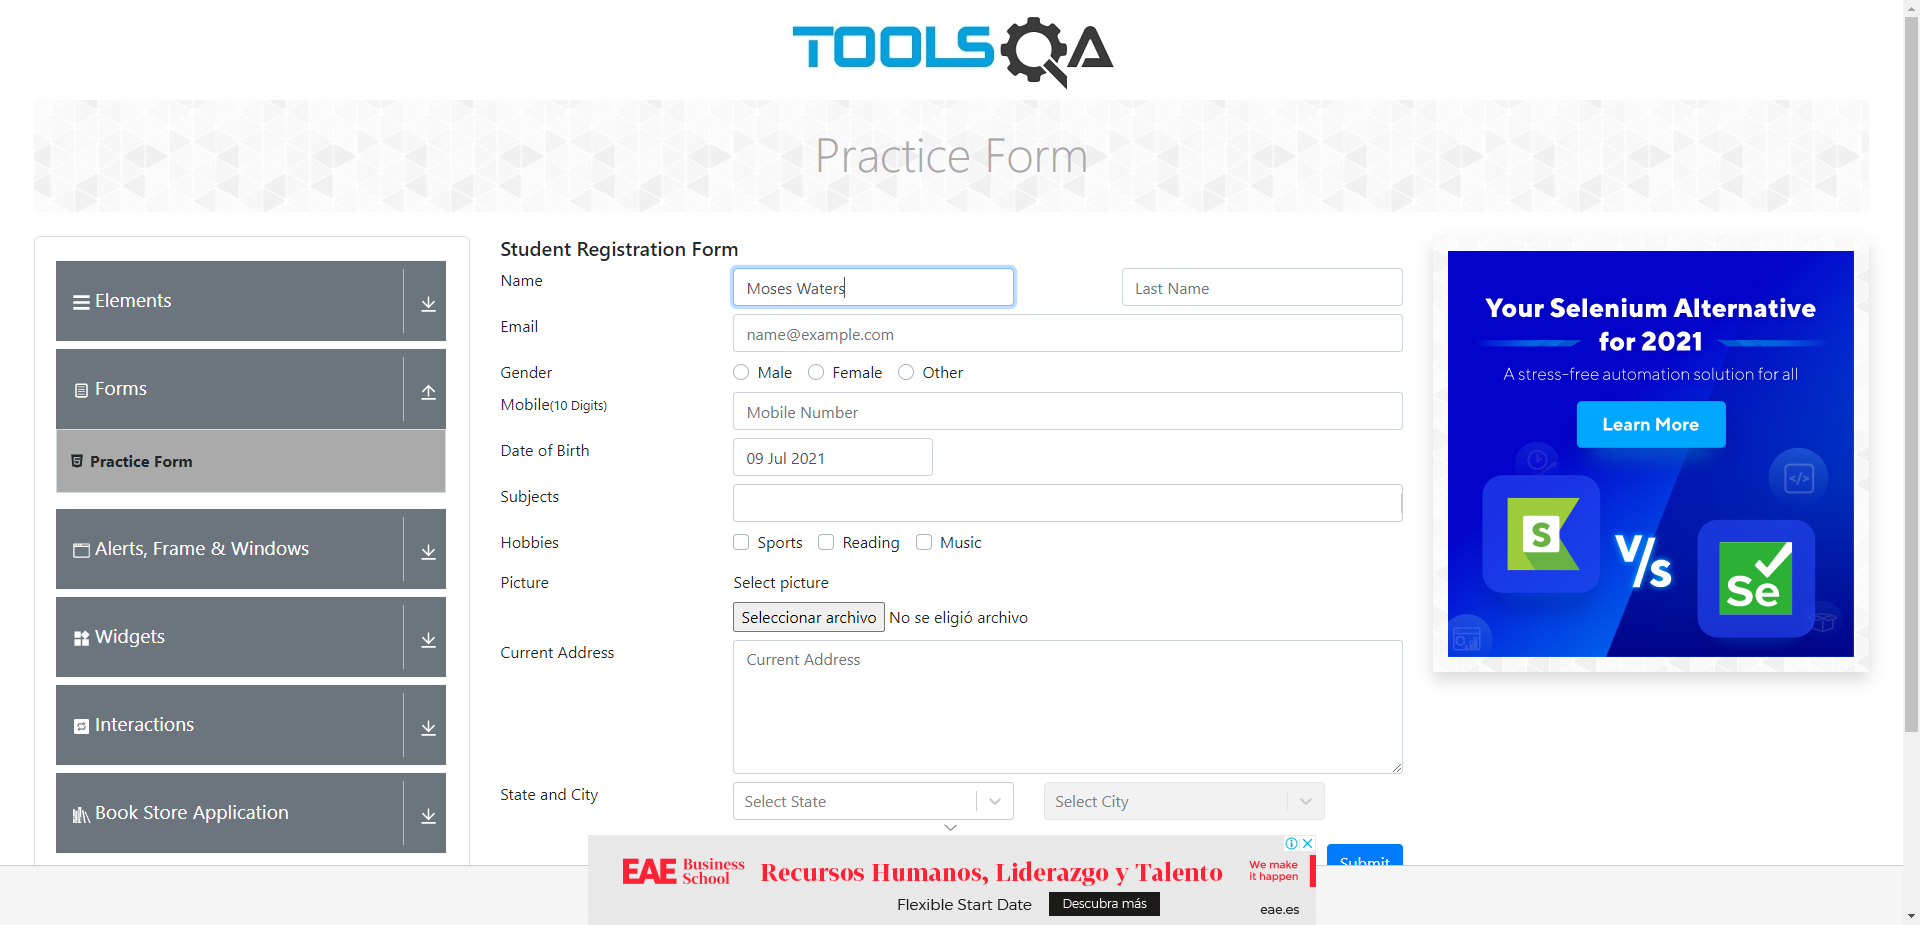 TOOLSQA
Practice Form
Elements
Forms
Practice Form
Alerts, Frame & Windows
Widgets
Interactions
Book Store Application
Student Registration Form
Name
Moses Waters
Last Name
Email
name@example.com
Gender
Male
Female
Other
Mobile(10 Digits)
Mobile Number
Date of Birth
09 Jul 2021
Subjects
Hobbies
Sports
Reading
Music
Picture
Select picture
Seleccionar archivo No se eligió archivo
Current Address
Current Address
State and City
Select State
Select City
Submit
Your Selenium Alternative
for 2021
A stress-free automation solution for all
Learn More
S
V/s
Se
EAE Business
School
Recursos Humanos, Liderazgo y Talento
Flexible Start Date
Descubra más
We make
it happen
eae.es